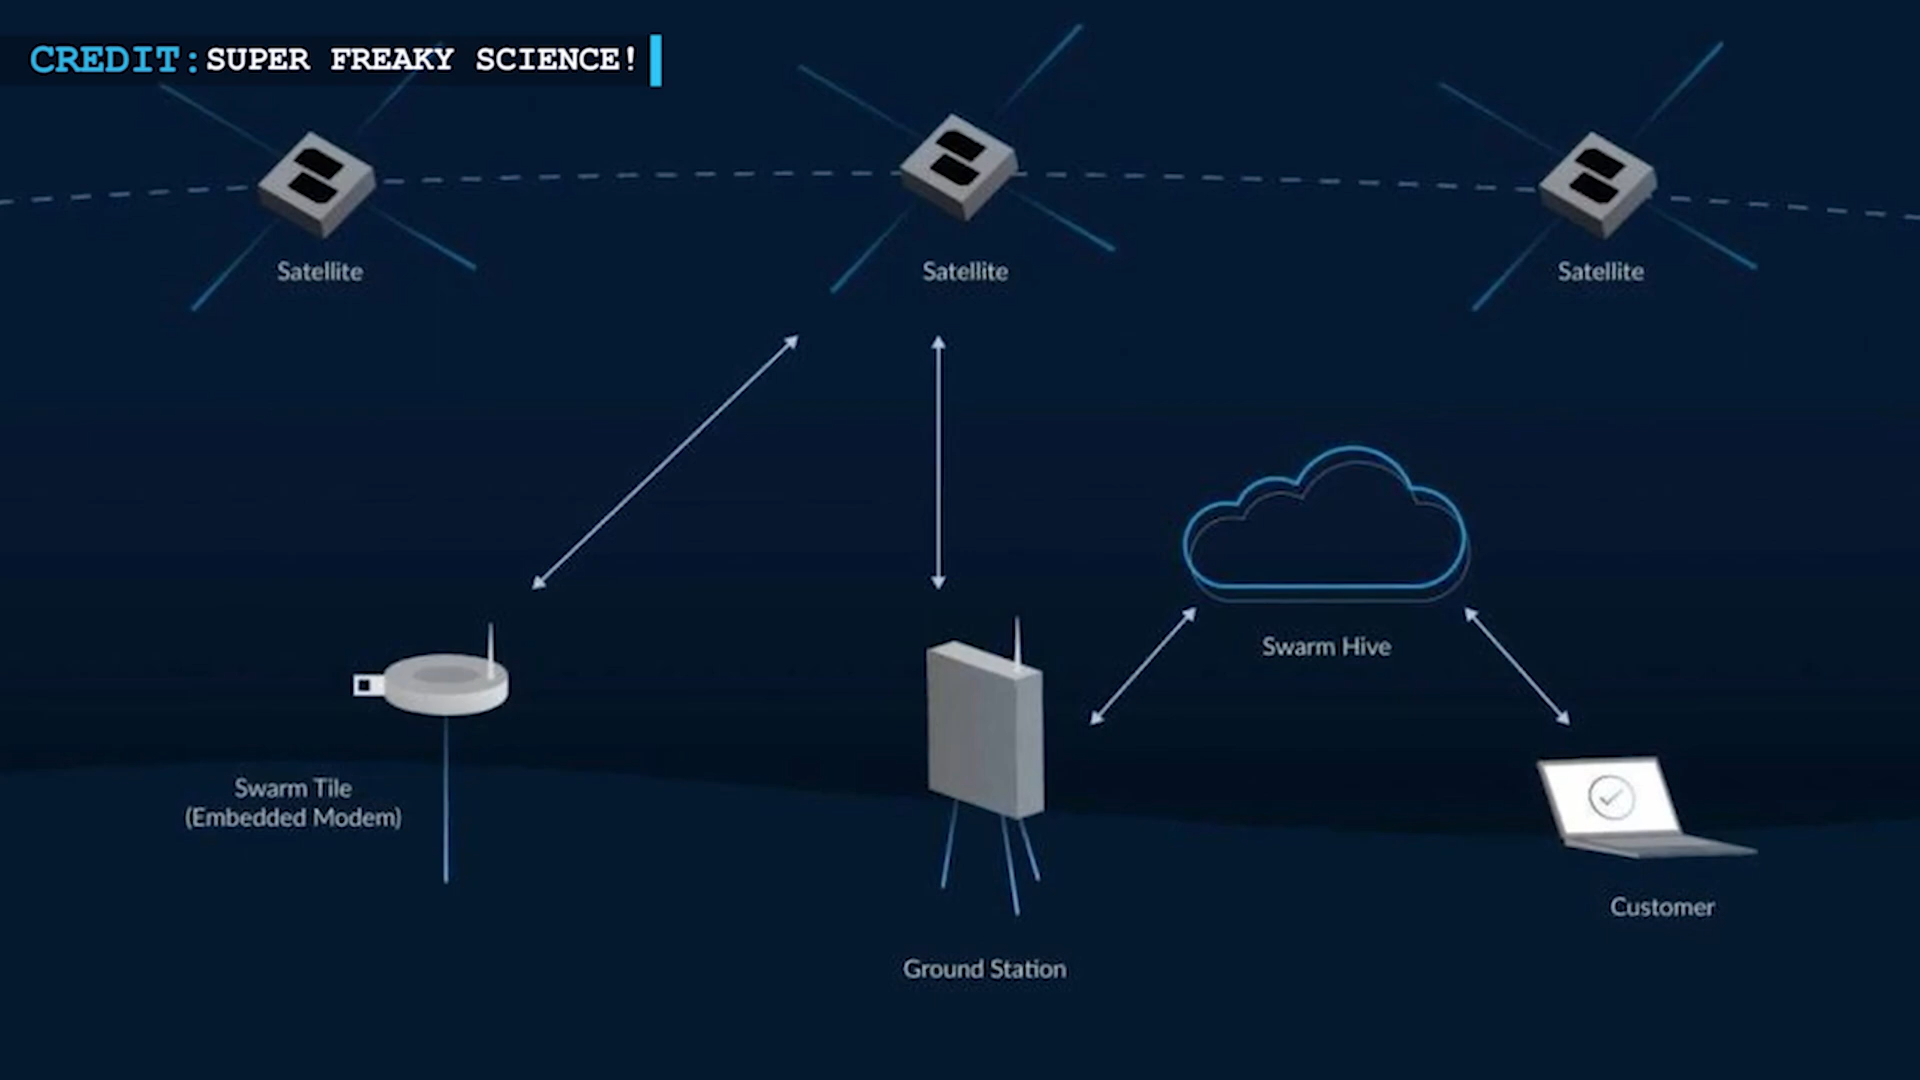 CREDIT: SUPER FREAKY SCIENCE!
Satellite
Satellite
Satellite
Swarm Hive
Swarm Tile
(Embedded Modem)
Customer
Ground Station